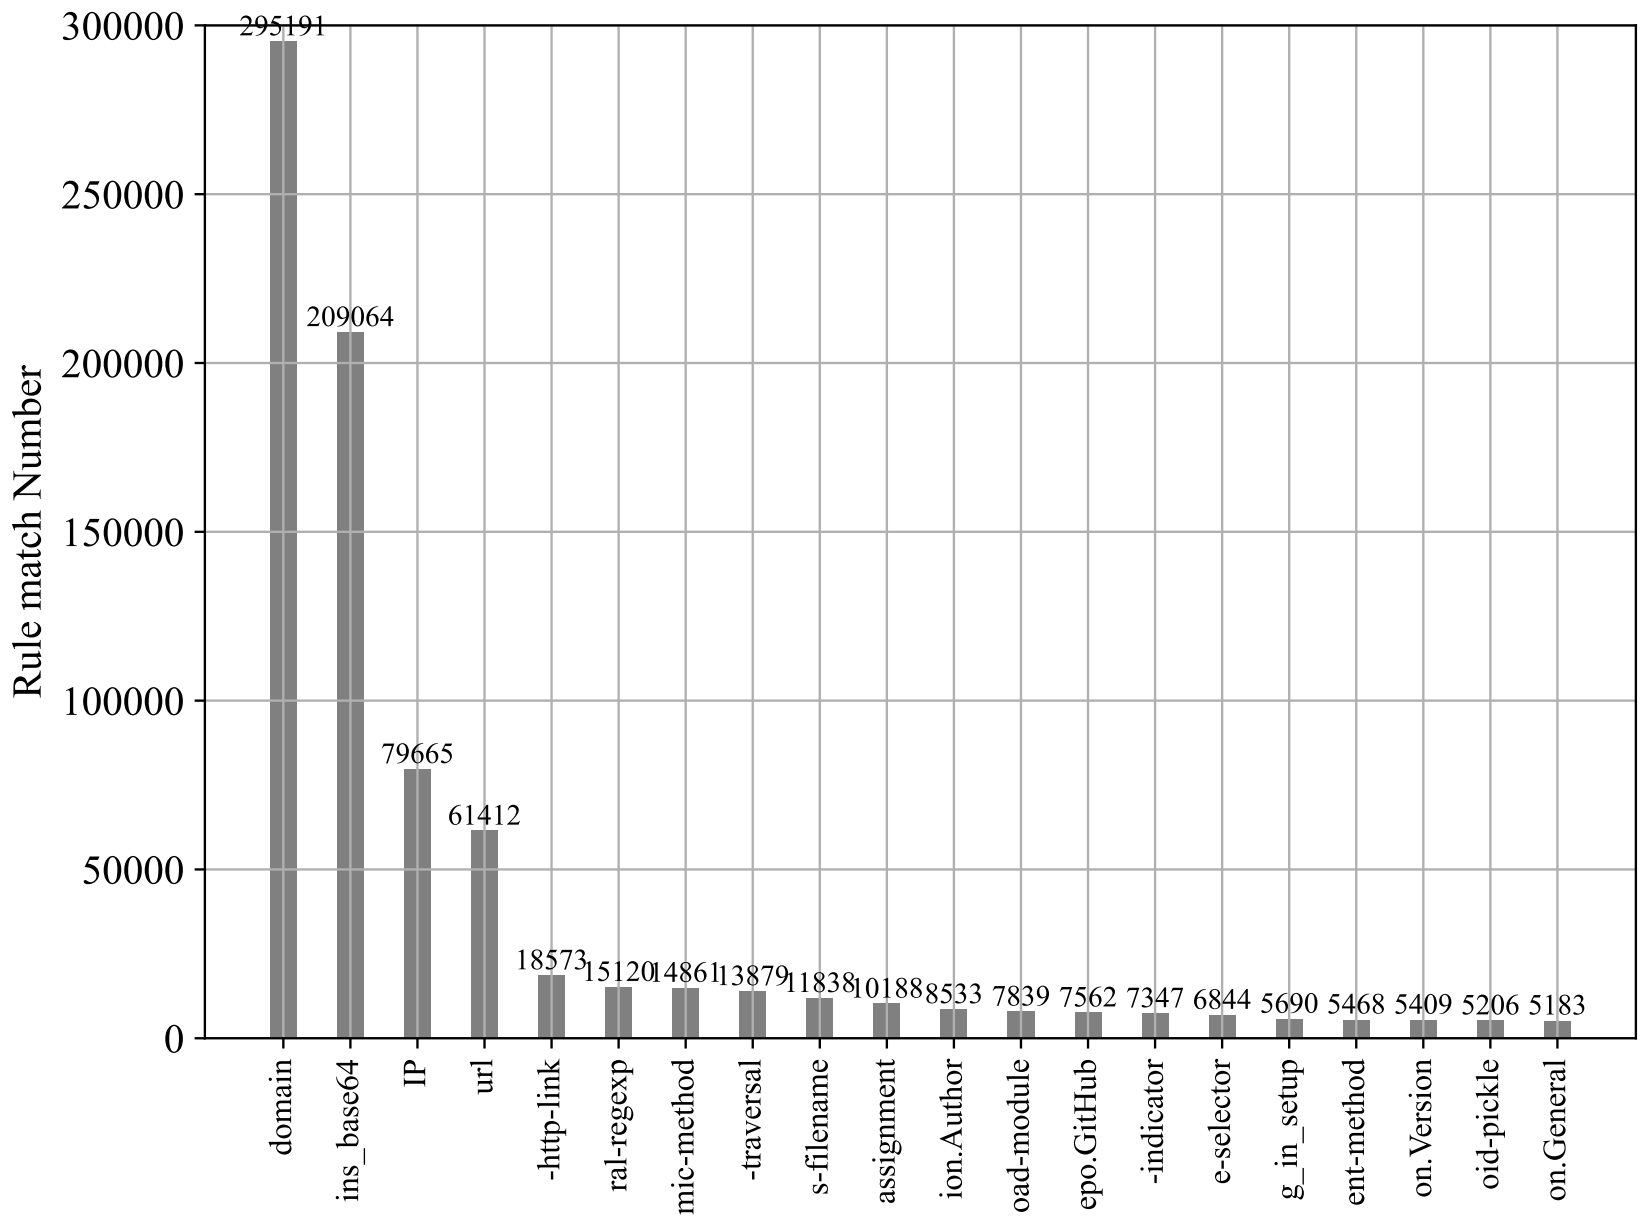 300000
250000
200000
150000
100000
50000
0
Rule match Number
295191
209064
79665
61412
18573
15120
14861
13879
11838
10188
8533
7839
7562
7347
6844
5690
5468
5409
5206
5183
domain
ins_base64
IP
url
-http-link
ral-regexp
mic-method
-traversal
s-filename
assignment
ion.Author
oad-module
epo.GitHub
-indicator
e-selector
g_in_setup
ent-method
on.Version
oid-pickle
on.General